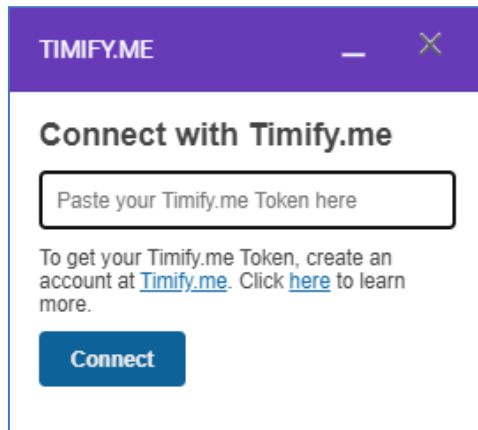 TIMIFY.ME
Connect with Timify.me
Paste your Timify.me Token here
To get your Timify.me Token, create an
account at Timify.me. Click here to learn
more.
Connect